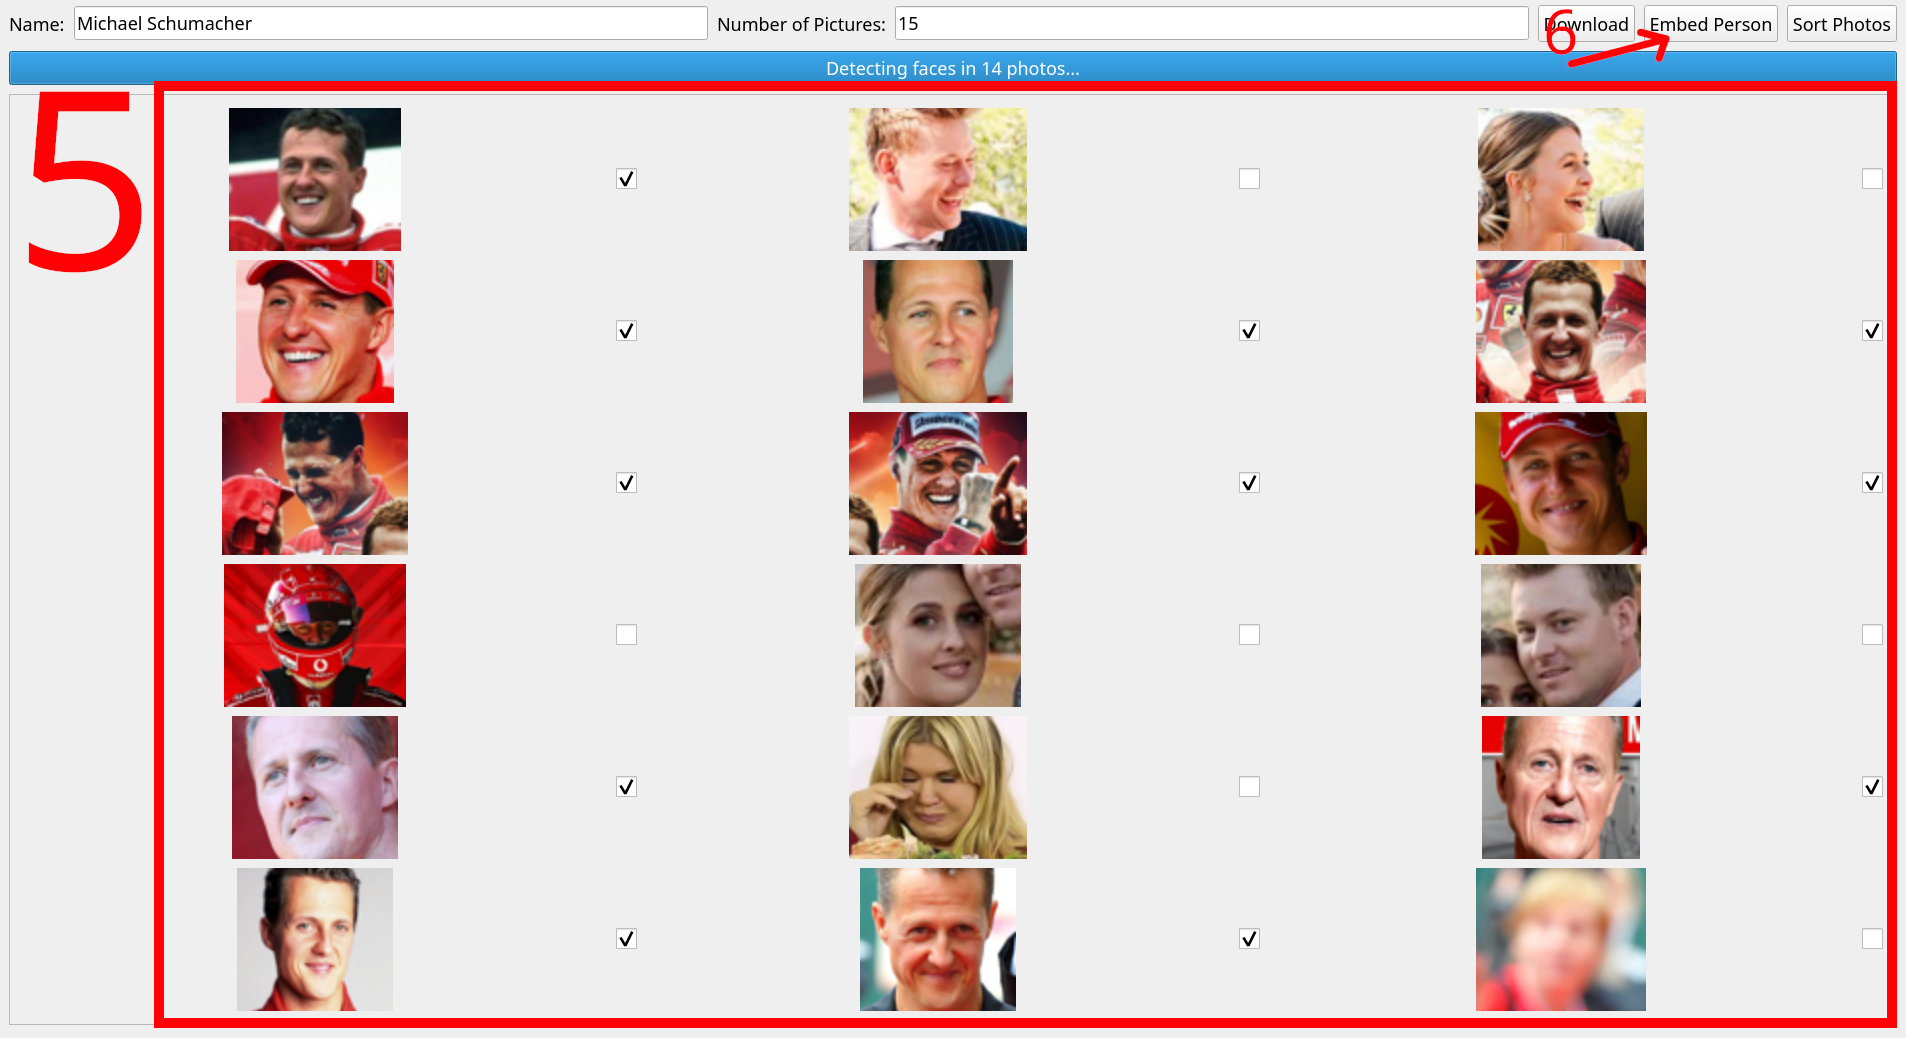 Name: Michael Schumacher Number of Pictures: 15 Download Embed Person Sort Photos
6
Detecting faces in 14 photos...
5